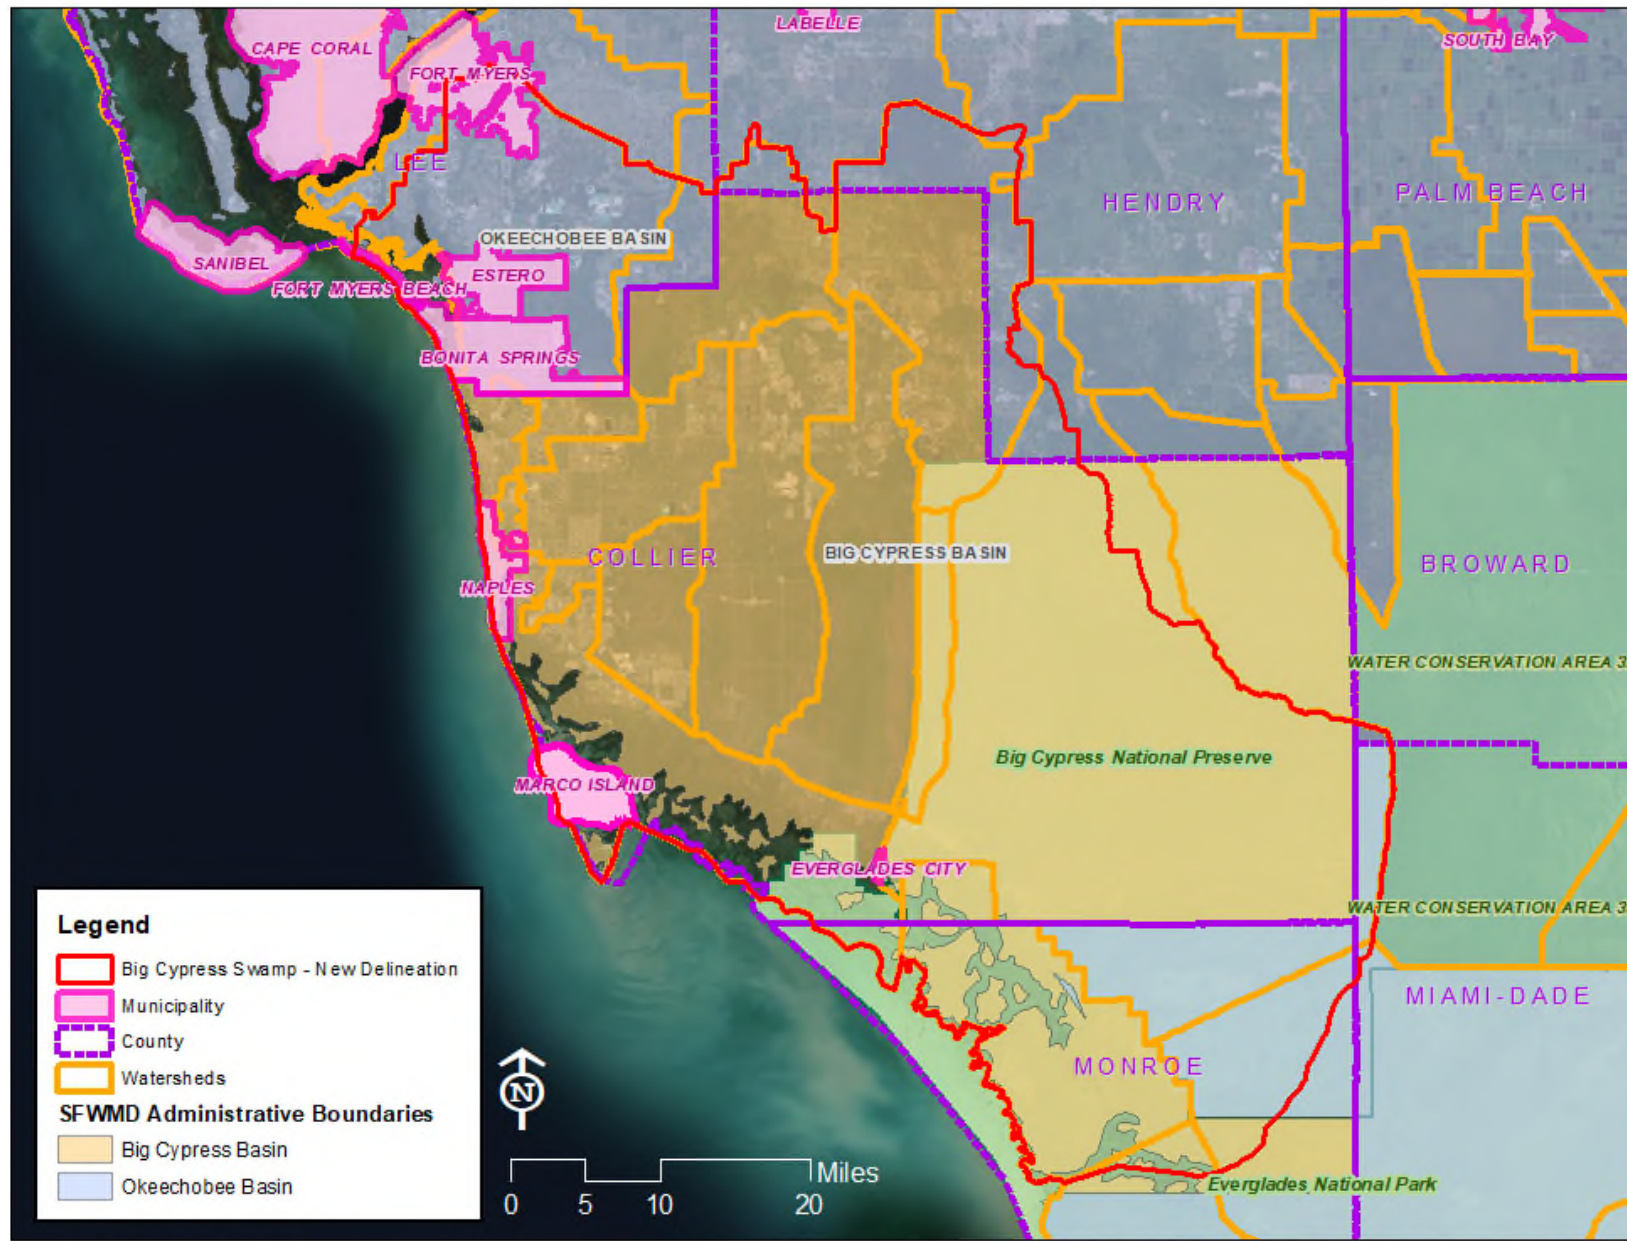 LABELLE
SOUTH BAY
CAPE CORAL
FORT MYERS
LEE
HENDRY
PALM BEACH
OKEECHOBEE BASIN
SANIBEL
ESTERO
FORT MYERS BEACH
BONITA SPRINGS
COLLIER
BIG CYPRESS BASIN
BROWARD
NAPLES
WATER CONSERVATION AREA 3
Big Cypress National Preserve
MARCO ISLAND
EVERGLADES CITY
WATER CONSERVATION AREA 3
MIAMI-DADE
MONROE
Everglades National Park
Legend
Big Cypress Swamp - New Delineation
Municipality
County
Watersheds
SFWMD Administrative Boundaries
Big Cypress Basin
Okeechobee Basin
N
Miles
0 5 10 20